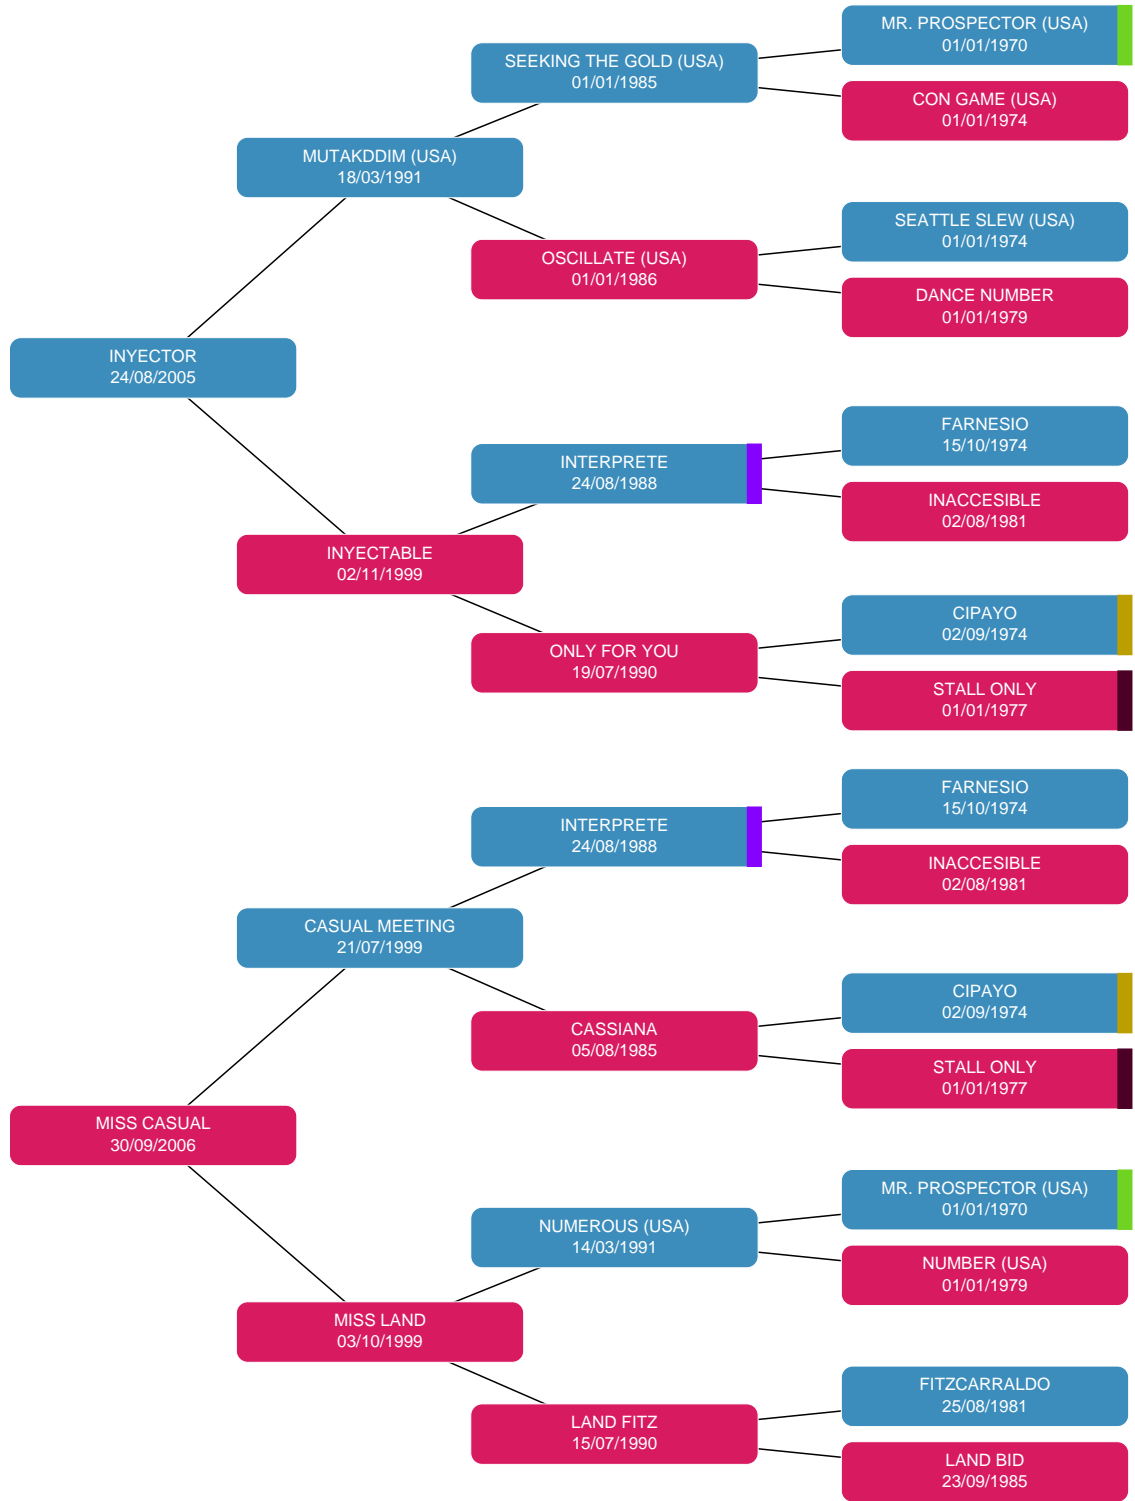 MR. PROSPECTOR (USA)
01/01/1970
SEEKING THE GOLD (USA)
01/01/1985
CON GAME (USA)
01/01/1974
MUTAKDDIM (USA)
18/03/1991
SEATTLE SLEW (USA)
01/01/1974
OSCILLATE (USA)
01/01/1986
DANCE NUMBER
01/01/1979
INYECTOR
24/08/2005
FARNESIO
15/10/1974
INTERPRETE
24/08/1988
INACCESIBLE
02/08/1981
INYECTABLE
02/11/1999
CIPAYO
02/09/1974
ONLY FOR YOU
19/07/1990
STALL ONLY
01/01/1977
FARNESIO
15/10/1974
INTERPRETE
24/08/1988
INACCESIBLE
02/08/1981
CASUAL MEETING
21/07/1999
CIPAYO
02/09/1974
CASSIANA
05/08/1985
STALL ONLY
01/01/1977
MISS CASUAL
30/09/2006
MR. PROSPECTOR (USA)
01/01/1970
NUMEROUS (USA)
14/03/1991
NUMBER (USA)
01/01/1979
MISS LAND
03/10/1999
FITZCARRALDO
25/08/1981
LAND FITZ
15/07/1990
LAND BID
23/09/1985